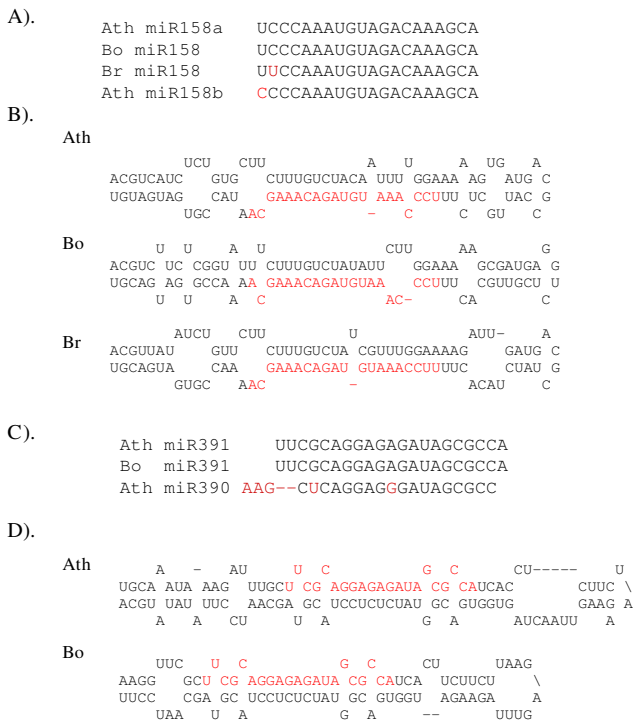 A).
Ath miR158a UCCCAAAUGUAGACAAAGCA
Bo miR158 UCCCAAAUGUAGACAAAGCA
Br miR158 UUCCAAAUGUAGACAAAGCA
Ath miR158b CCCCAAAUGUAGACAAAGCA
B).
Ath
UCU CUU A U A UG A
ACGUCAUC GUG CUUUGUCUACA UUU GGAAA AG AUG C
UGUAGUAG CAU GAAACAGAUGU AAA CCUUU UC UAC G
UGC AAC – C C GU C
Bo
U U A U CUU AA G
ACGUC UC CGGU UU CUUUGUCUAUAUU GGAAA GCGAUGA G
UGCAG AG GCCA AA GAAACAGAUGUAA CCUUU CGUUGCU U
U U A C AC– CA C
Br
AUCU CUU U AUU– A
ACGUUAU GUU CUUUGUCUA CGUUUGGAAAAG GAUG C
UGCAGUA CAA GAAACAGAU GUAAACCUUUUC CUAU G
GUGC AAC – ACAU C
C).
Ath miR391 UUCGCAGGAGAGAUAGCGCCA
Bo miR391 UUCGCAGGAGAGAUAGCGCCA
Ath miR390 AAG––CUCAGGAGGGAUAGCGCC
D).
Ath
A – AU U C G C CU––––– U
UGCA AUA AAG UUGCU CG AGGAGAGAUA CG CAUCAC CUUC \
ACGU UAU UUC AACGA GC UCCUCUCUAU GC GUGGUG GAAG A
A A CU U A G A AUCAAUU A
Bo
UUC U C G C CU UAAG
AAGG GCU CG AGGAGAGAUA CG CAUCA UCUUCU \
UUCC CGA GC UCCUCUCUAU GC GUGGU AGAAGA A
UAA U A G A –– UUUG